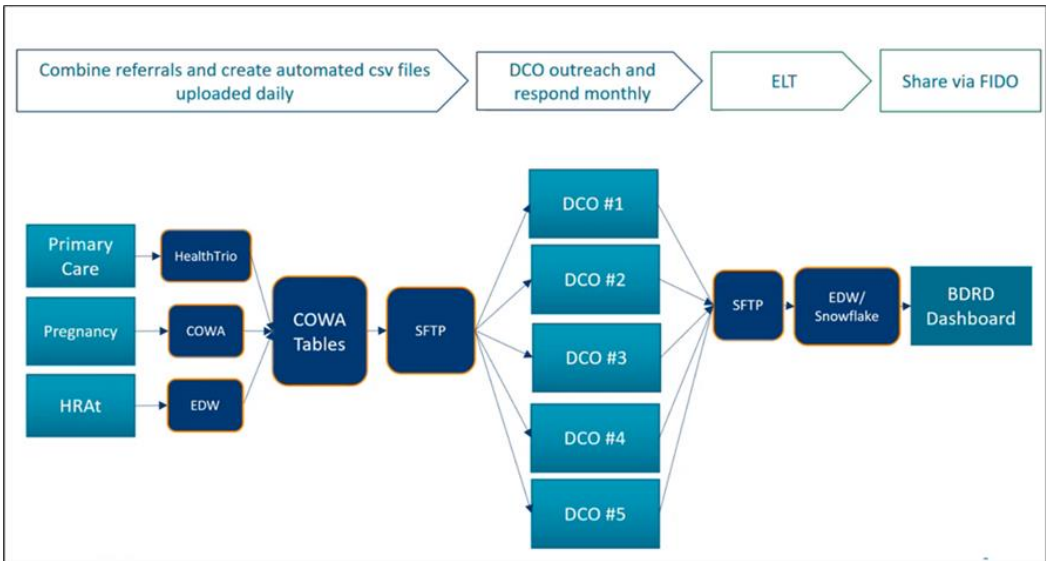 Combine referrals and create automated csv files
uploaded daily
DCO outreach and
respond monthly
ELT
Share via FIDO
Primary
Care
HealthTrio
Pregnancy
COWA
HRAt
EDW
COWA
Tables
SFTP
DCO #1
DCO #2
DCO #3
DCO #4
DCO #5
SFTP
EDW/
Snowflake
BDRD
Dashboard